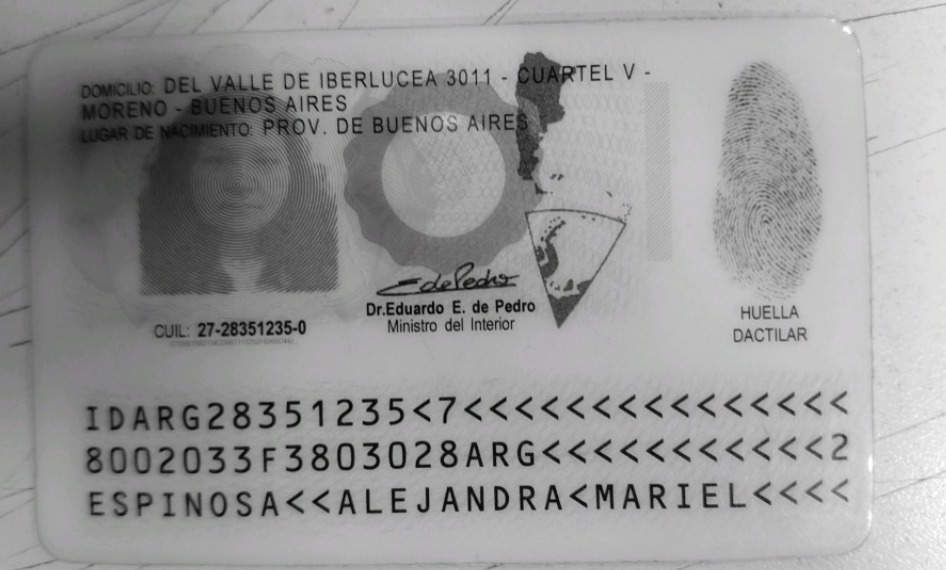 DOMICILIO: DEL VALLE DE IBERLUCEA 3011 - CUARTEL V -
MORENO - BUENOS AIRES
LUGAR DE NACIMIENTO: PROV. DE BUENOS AIRES
EdePedro
Dr.Eduardo E. de Pedro
Ministro del Interior
CUIL: 27-28351235-0
HUELLA
DACTILAR
IDARG28351235<7<<<<<<<<<<<<<<<
8002033F3803028ARG<<<<<<<<<<<2
ESPINOSA<<ALEJANDRA<MARIEL<<<<